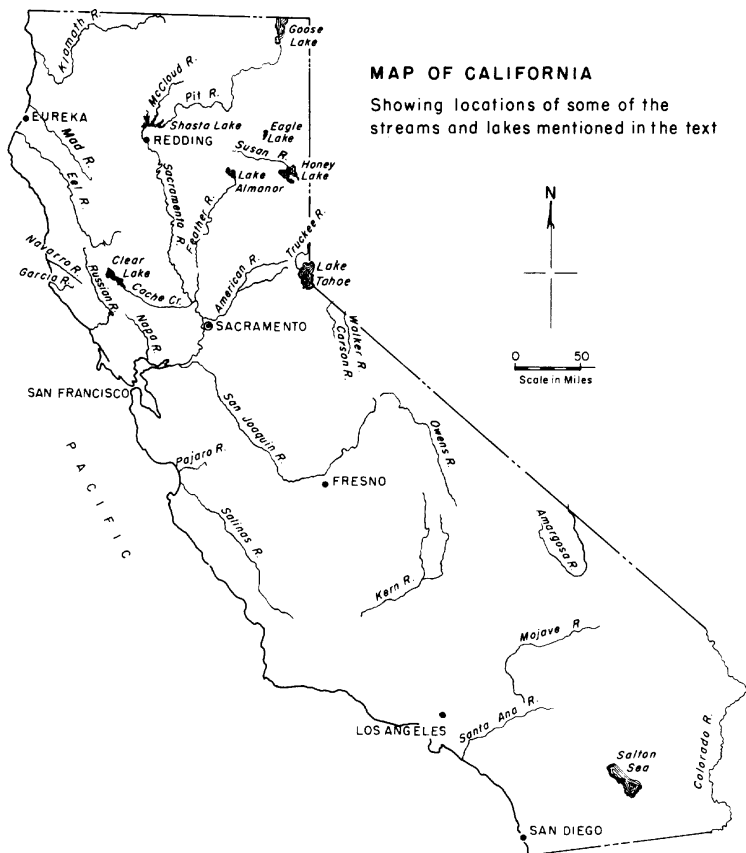 MAP OF CALIFORNIA
Showing locations of some of the
streams and lakes mentioned in the text
N
0 50
Scale in Miles
Klamath R.
Goose
Lake
McCloud R.
Pit R.
EUREKA
Shasta Lake
REDDING
Eagle
Lake
Mad R.
Susan R.
Honey
Lake
Eel R.
Lake
Almanor
Sacramento R.
Feather R.
Truckee R.
Navarro R.
Clear
Lake
American R.
Lake
Tahoe
Garcia R.
Russian R.
Cache Cr.
Napa R.
SACRAMENTO
Walker R.
Carson R.
SAN FRANCISCO
San Joaquin R.
Owens R.
Pajaro R.
FRESNO
PACIFIC
Salinas R.
Amargosa R.
Kern R.
Mojave R
Santa Ana R.
LOS ANGELES
Salton
Sea
Colorado R.
SAN DIEGO